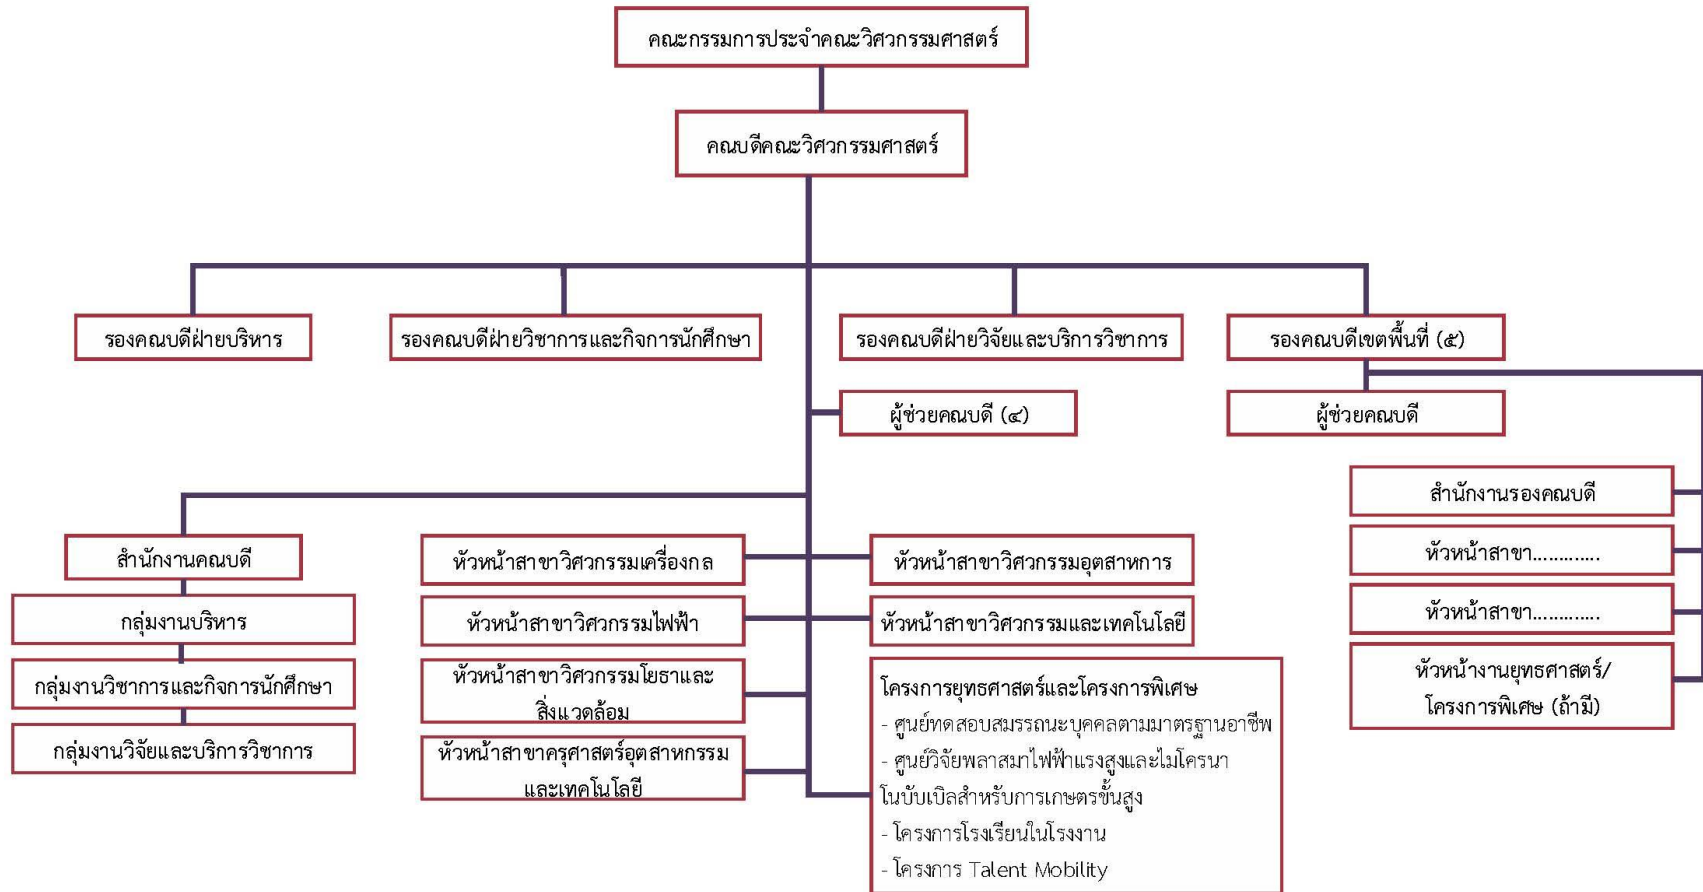 คณะกรรมการประจำคณะวิศวกรรมศาสตร์
คณบดีคณะวิศวกรรมศาสตร์
รองคณบดีฝ่ายบริหาร
รองคณบดีฝ่ายวิชาการและกิจการนักศึกษา
รองคณบดีฝ่ายวิจัยและบริการวิชาการ
รองคณบดีเขตพื้นที่ (๕)
ผู้ช่วยคณบดี (๔)
ผู้ช่วยคณบดี
สำนักงานคณบดี
กลุ่มงานบริหาร
กลุ่มงานวิชาการและกิจการนักศึกษา
กลุ่มงานวิจัยและบริการวิชาการ
หัวหน้าสาขาวิศวกรรมเครื่องกล
หัวหน้าสาขาวิศวกรรมไฟฟ้า
หัวหน้าสาขาวิศวกรรมโยธาและ
สิ่งแวดล้อม
หัวหน้าสาขาครุศาสตร์อุตสาหกรรม
และเทคโนโลยี
หัวหน้าสาขาวิศวกรรมอุตสาหการ
หัวหน้าสาขาวิศวกรรมและเทคโนโลยี
โครงการยุทธศาสตร์และโครงการพิเศษ
- ศูนย์ทดสอบสมรรถนะบุคคลตามมาตรฐานอาชีพ
- ศูนย์วิจัยพลาสมาไฟฟ้าแรงสูงและไมโครนา
โนบับเบิลสำหรับการเกษตรขั้นสูง
- โครงการโรงเรียนในโรงงาน
- โครงการ Talent Mobility
สำนักงานรองคณบดี
หัวหน้าสาขา.............
หัวหน้าสาขา.............
หัวหน้างานยุทธศาสตร์/
โครงการพิเศษ (ถ้ามี)